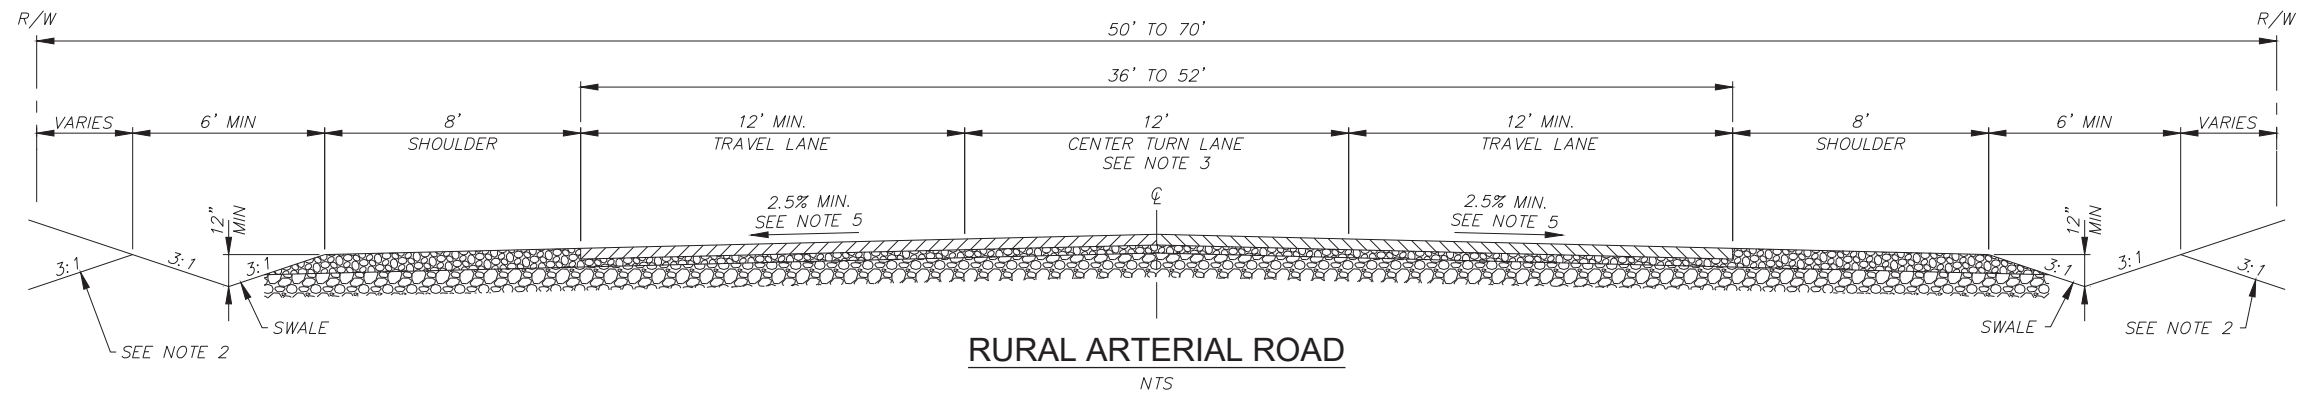 R/W
R/W
50' TO 70'
36' TO 52'
VARIES
6' MIN
8'
SHOULDER
12' MIN.
TRAVEL LANE
12'
CENTER TURN LANE
SEE NOTE 3
12' MIN.
TRAVEL LANE
8'
SHOULDER
6' MIN
VARIES
℄
2.5% MIN.
SEE NOTE 5
2.5% MIN.
SEE NOTE 5
12"
MIN
12"
MIN
3:1
3:1
3:1
3:1
3:1
3:1
SWALE
SEE NOTE 2
SWALE
SEE NOTE 2
RURAL ARTERIAL ROAD
NTS